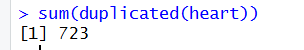 > sum(duplicated(heart))
[1] 723